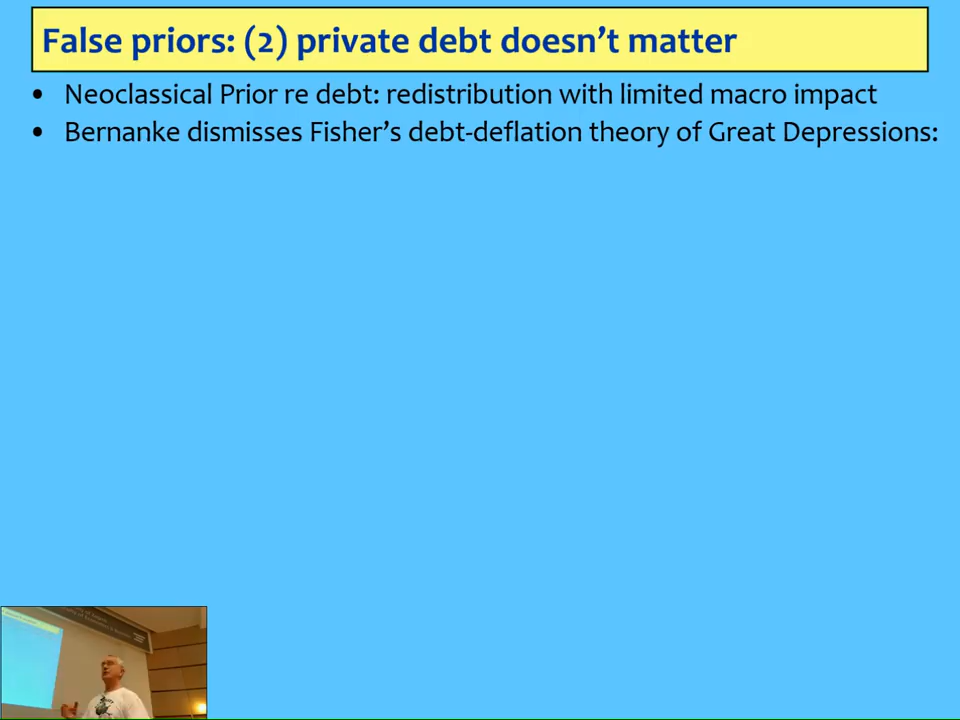 False priors: (2) private debt doesn't matter
• Neoclassical Prior re debt: redistribution with limited macro impact
• Bernanke dismisses Fisher's debt-deflation theory of Great Depressions: